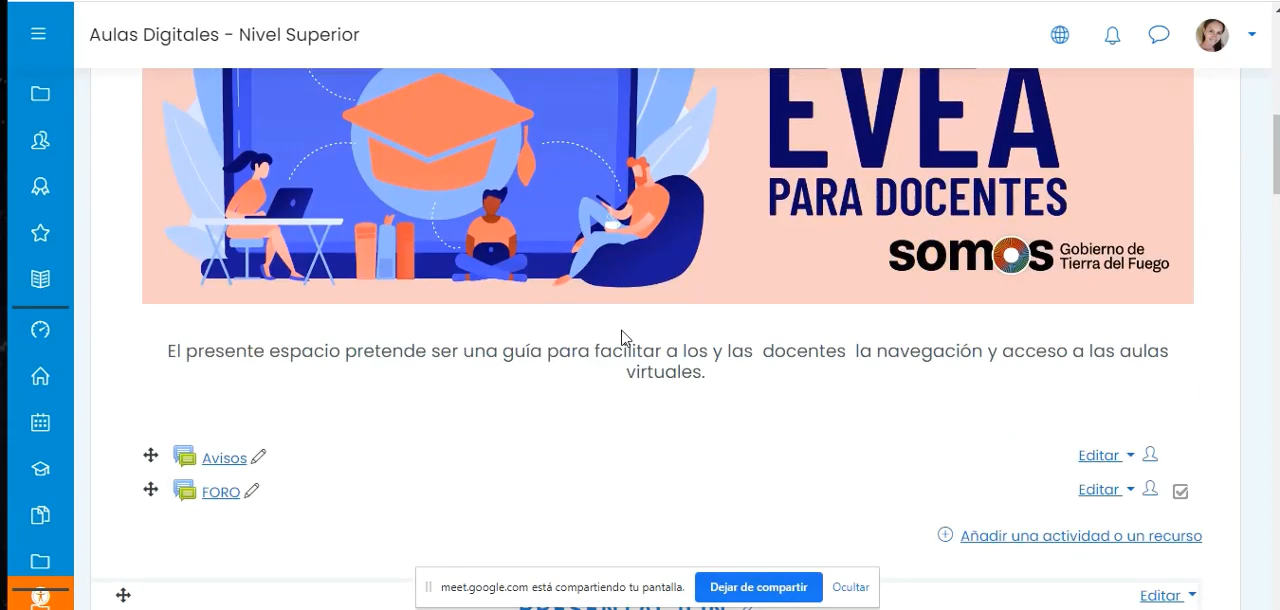 Aulas Digitales - Nivel Superior
EVEA
PARA DOCENTES
somos Gobierno de
Tierra del Fuego
El presente espacio pretende ser una guía para facilitar a los y las docentes la navegación y acceso a las aulas
virtuales.
Avisos Editar
FORO Editar
Añadir una actividad o un recurso
meet.google.com está compartiendo tu pantalla. Dejar de compartir Ocultar
Editar